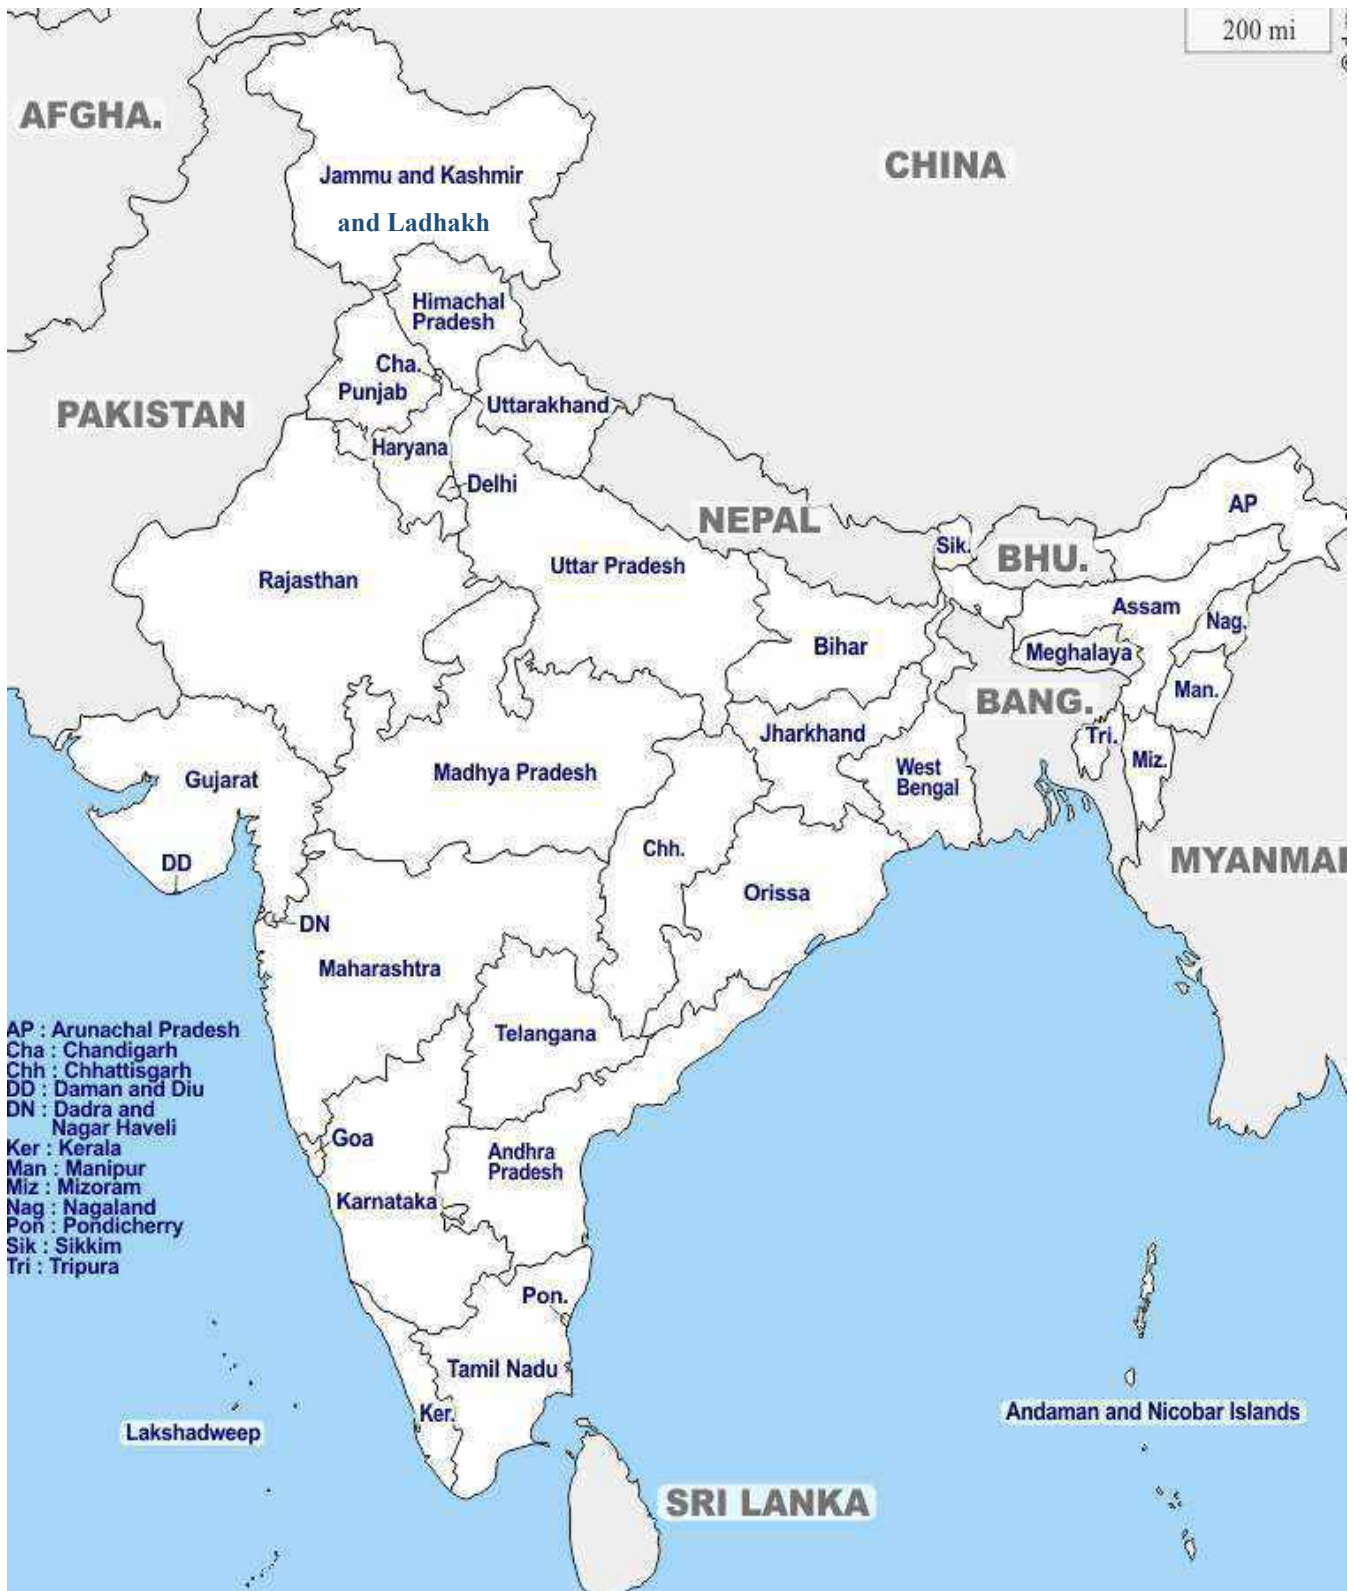 200 mi
AFGHA.
CHINA
Jammu and Kashmir
and Ladhakh
Himachal
Pradesh
Cha.
Punjab
Uttarakhand
PAKISTAN
Haryana
Delhi
NEPAL
AP
Sik.
BHU.
Uttar Pradesh
Rajasthan
Assam
Nag.
Bihar
Meghalaya
Man.
BANG.
Jharkhand
Tri.
Miz.
West
Bengal
Madhya Pradesh
Gujarat
Chh.
DD
MYANMAR
Orissa
DN
Maharashtra
Telangana
AP : Arunachal Pradesh
Cha : Chandigarh
Chh : Chhattisgarh
DD : Daman and Diu
DN : Dadra and
Nagar Haveli
Ker : Kerala
Man : Manipur
Miz : Mizoram
Nag : Nagaland
Pon : Pondicherry
Sik : Sikkim
Tri : Tripura
Goa
Andhra
Pradesh
Karnataka
Pon.
Tamil Nadu
Ker.
Lakshadweep
Andaman and Nicobar Islands
SRI LANKA